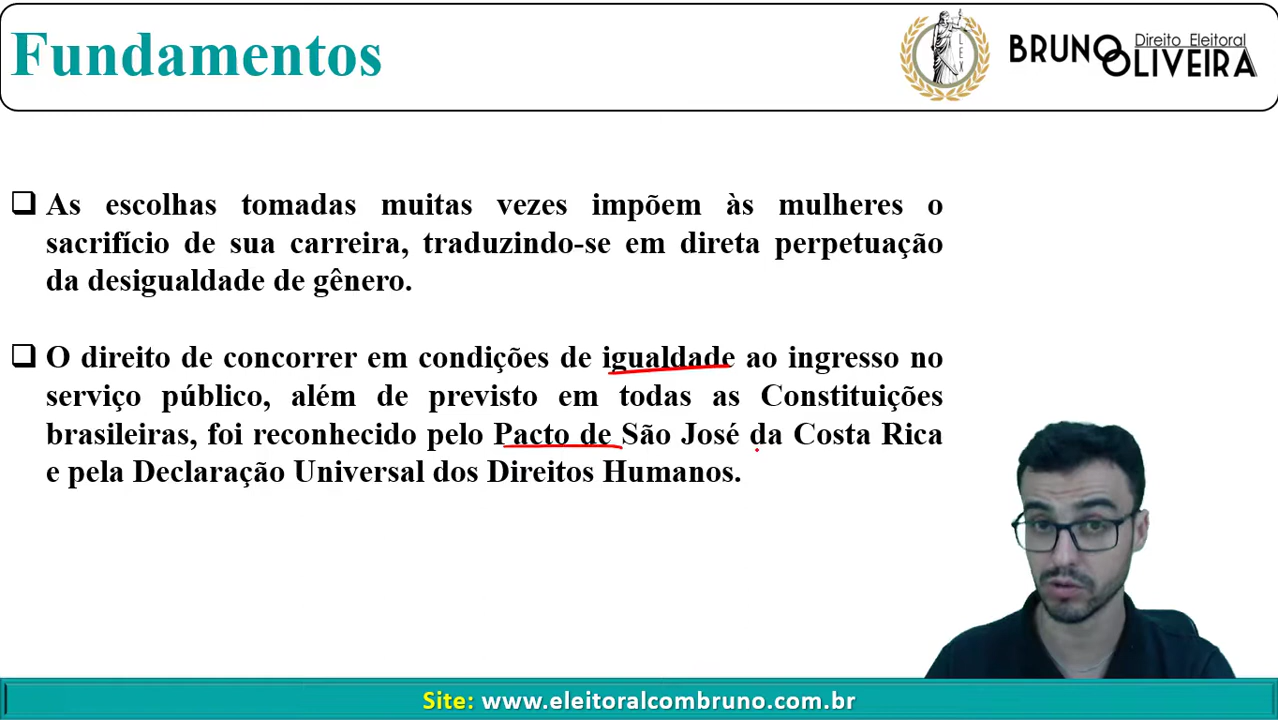 Fundamentos
LEX
BRUNO OLIVEIRA
Direito Eleitoral
❑ As escolhas tomadas muitas vezes impõem às mulheres o
sacrifício de sua carreira, traduzindo-se em direta perpetuação
da desigualdade de gênero.
❑ O direito de concorrer em condições de igualdade ao ingresso no
serviço público, além de previsto em todas as Constituições
brasileiras, foi reconhecido pelo Pacto de São José da Costa Rica
e pela Declaração Universal dos Direitos Humanos.
Site: www.eleitoralcombruno.com.br